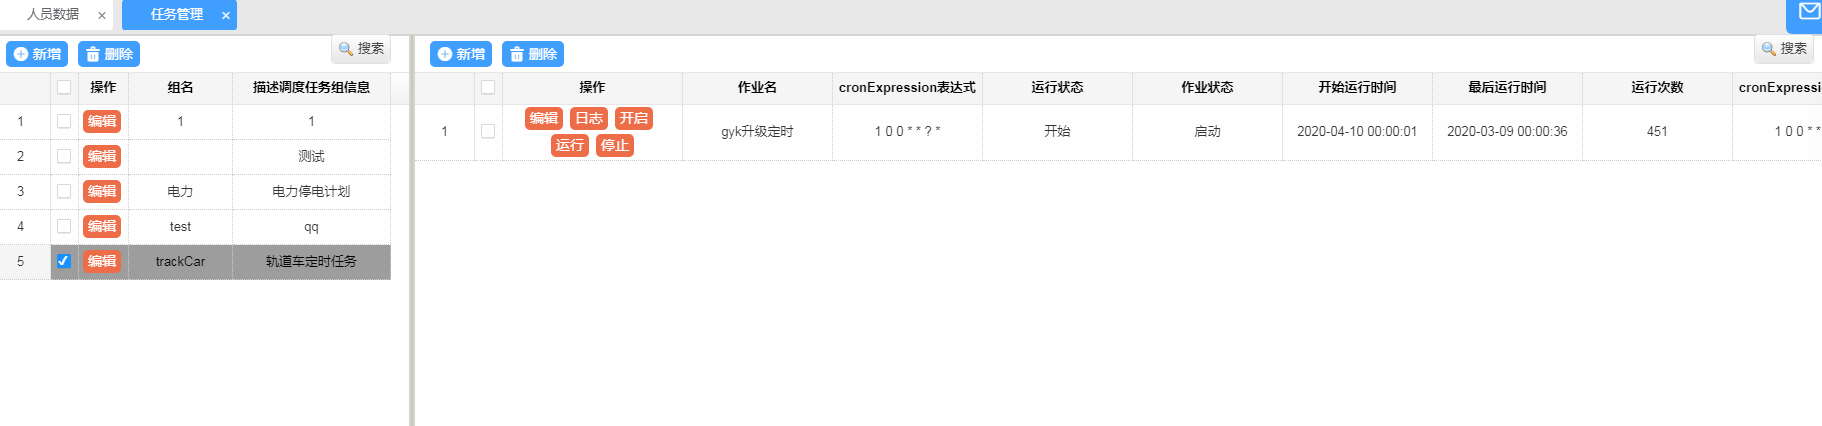 人员数据 × 任务管理 ×
新增 删除 搜索
操作 组名 描述调度任务组信息
1 编辑 1 1
2 编辑 测试
3 编辑 电力 电力停电计划
4 编辑 test qq
5 编辑 trackCar 轨道车定时任务
新增 删除 搜索
操作 作业名 cronExpression表达式 运行状态 作业状态 开始运行时间 最后运行时间 运行次数 cronExpressi
1 编辑 日志 开启 gyk升级定时 1 0 0 * * ? * 开始 启动 2020-04-10 00:00:01 2020-03-09 00:00:36 451 1 0 0 * *
运行 停止